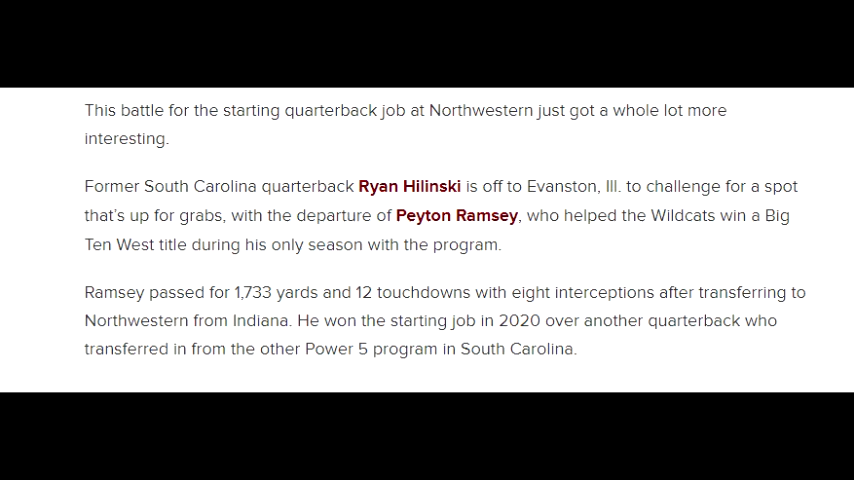 This battle for the starting quarterback job at Northwestern just got a whole lot more
interesting.
Former South Carolina quarterback Ryan Hilinski is off to Evanston, Ill. to challenge for a spot
that's up for grabs, with the departure of Peyton Ramsey, who helped the Wildcats win a Big
Ten West title during his only season with the program.
Ramsey passed for 1,733 yards and 12 touchdowns with eight interceptions after transferring to
Northwestern from Indiana. He won the starting job in 2020 over another quarterback who
transferred in from the other Power 5 program in South Carolina.